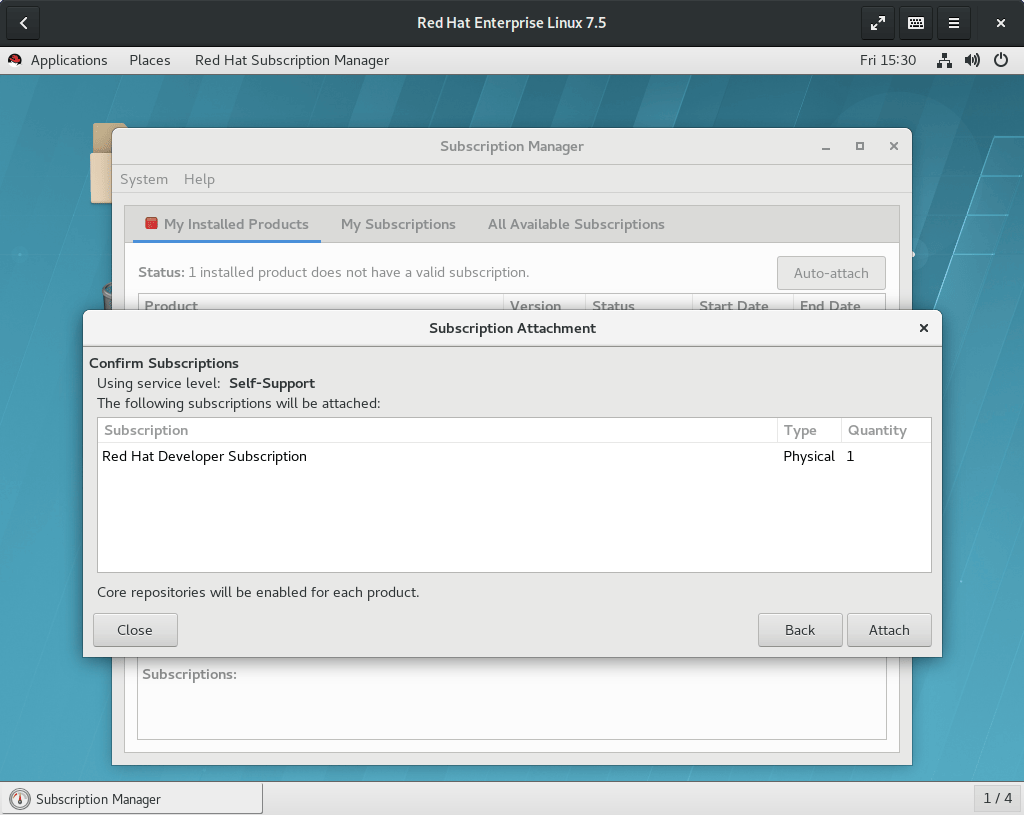 Red Hat Enterprise Linux 7.5
Applications Places Red Hat Subscription Manager Fri 15:30
Subscription Manager
System Help
My Installed Products My Subscriptions All Available Subscriptions
Status: 1 installed product does not have a valid subscription. Auto-attach
Product Version Status Start Date End Date
Subscription Attachment
Confirm Subscriptions
Using service level: Self-Support
The following subscriptions will be attached:
Subscription Type Quantity
Red Hat Developer Subscription Physical 1
Core repositories will be enabled for each product.
Close Back Attach
Subscriptions:
Subscription Manager 1 / 4